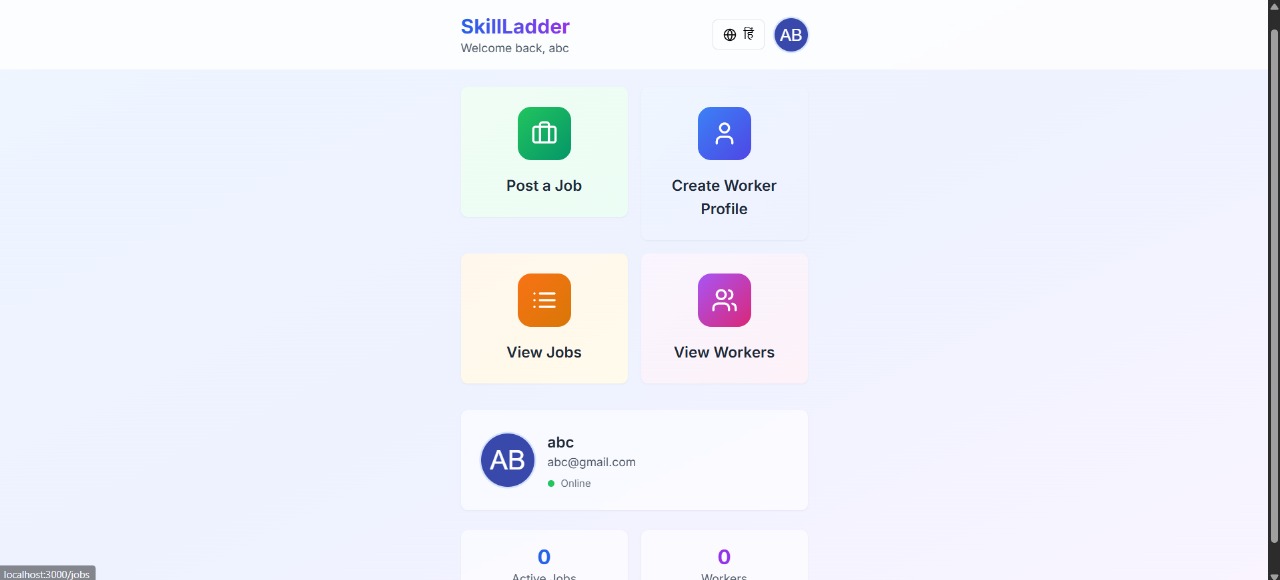 SkillLadder
Welcome back, abc
हिं
AB
Post a Job
Create Worker
Profile
View Jobs
View Workers
AB
abc
abc@gmail.com
Online
0
Active Jobs
0
Workers
localhost:3000/jobs